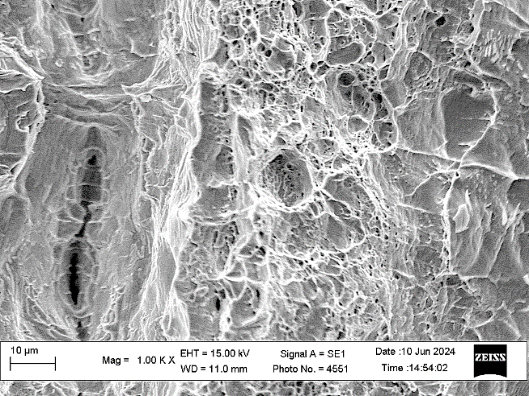 10 µm
Mag = 1.00 K X
EHT = 15.00 kV
WD = 11.0 mm
Signal A = SE1
Photo No. = 4551
Date :10 Jun 2024
Time :14:54:02
ZEISS